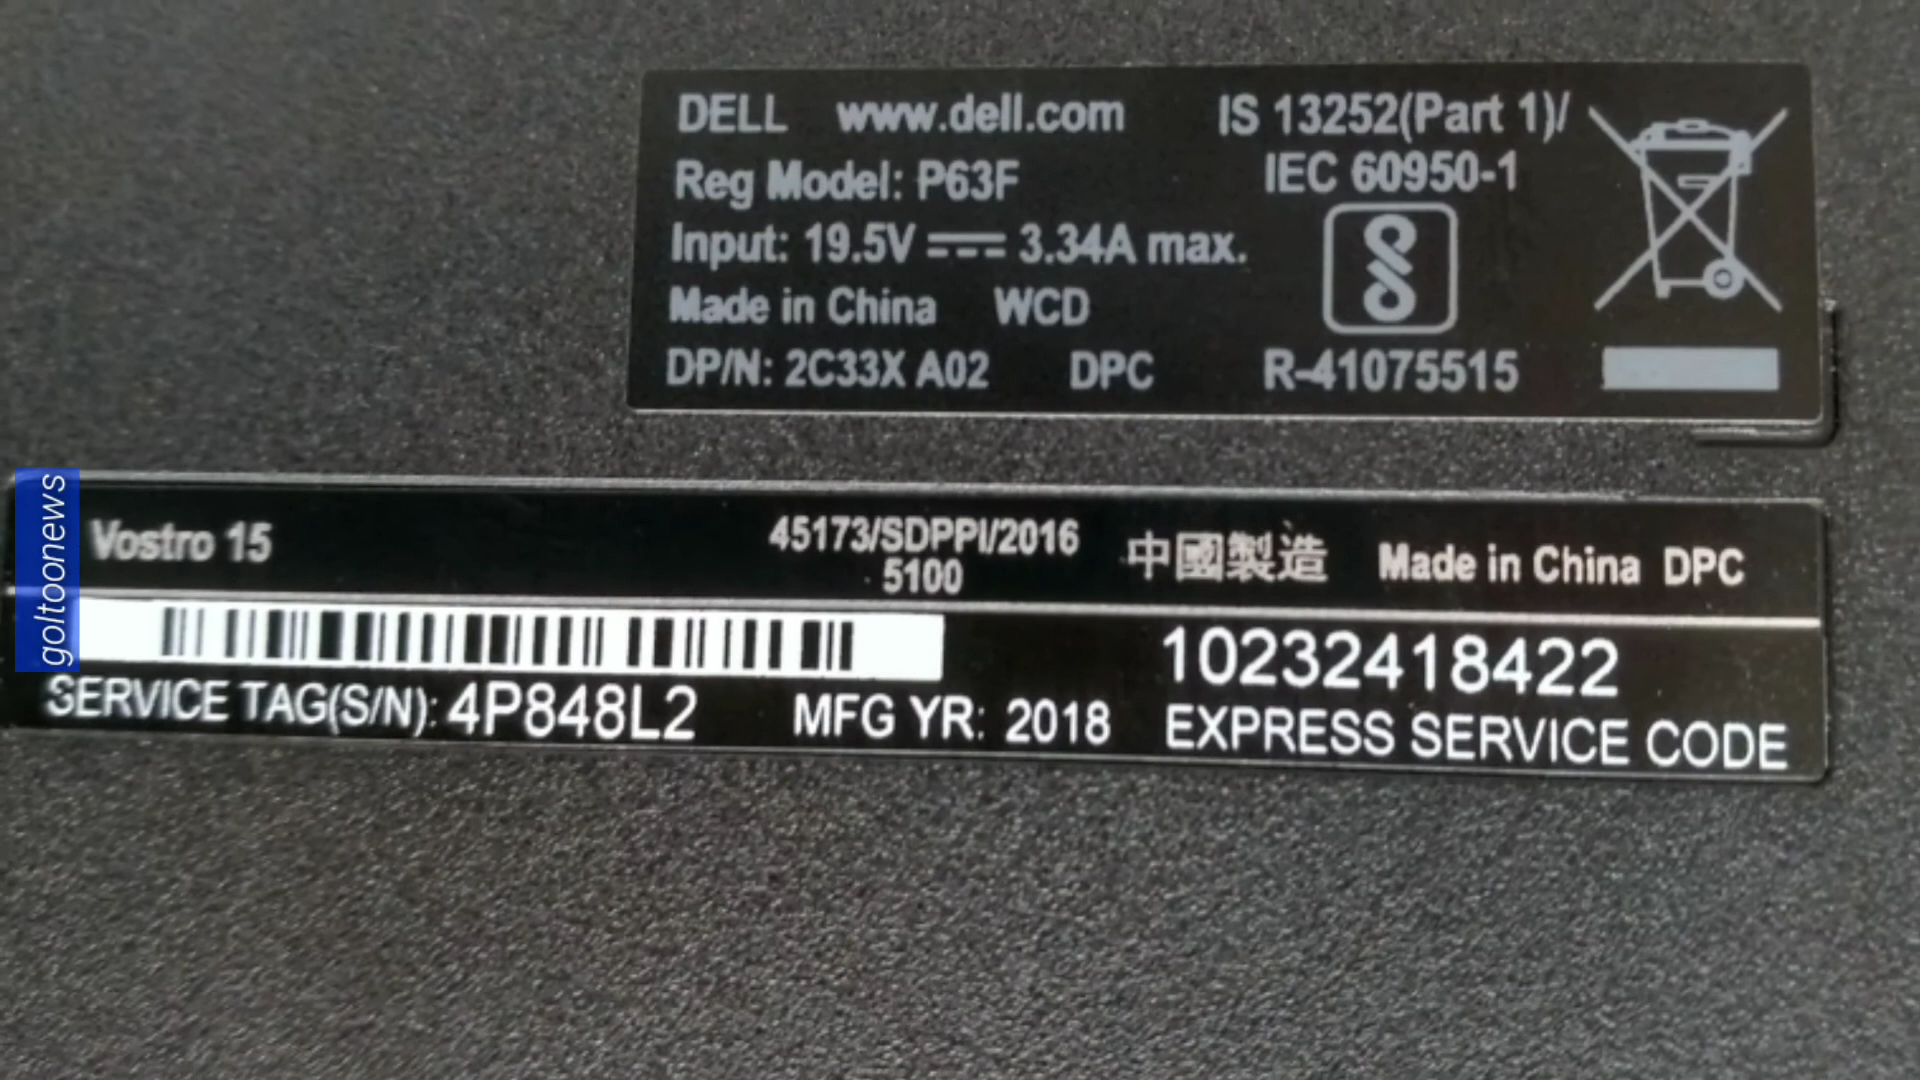 DELL www.dell.com IS 13252(Part 1)/
Reg Model: P63F IEC 60950-1
Input: 19.5V 3.34A max.
Made in China WCD
DP/N: 2C33X A02 DPC R-41075515
goltoonews
Vostro 15 45173/SDPPI/2016 中國製造 Made in China DPC
5100
10232418422
SERVICE TAG(S/N): 4P848L2 MFG YR: 2018 EXPRESS SERVICE CODE